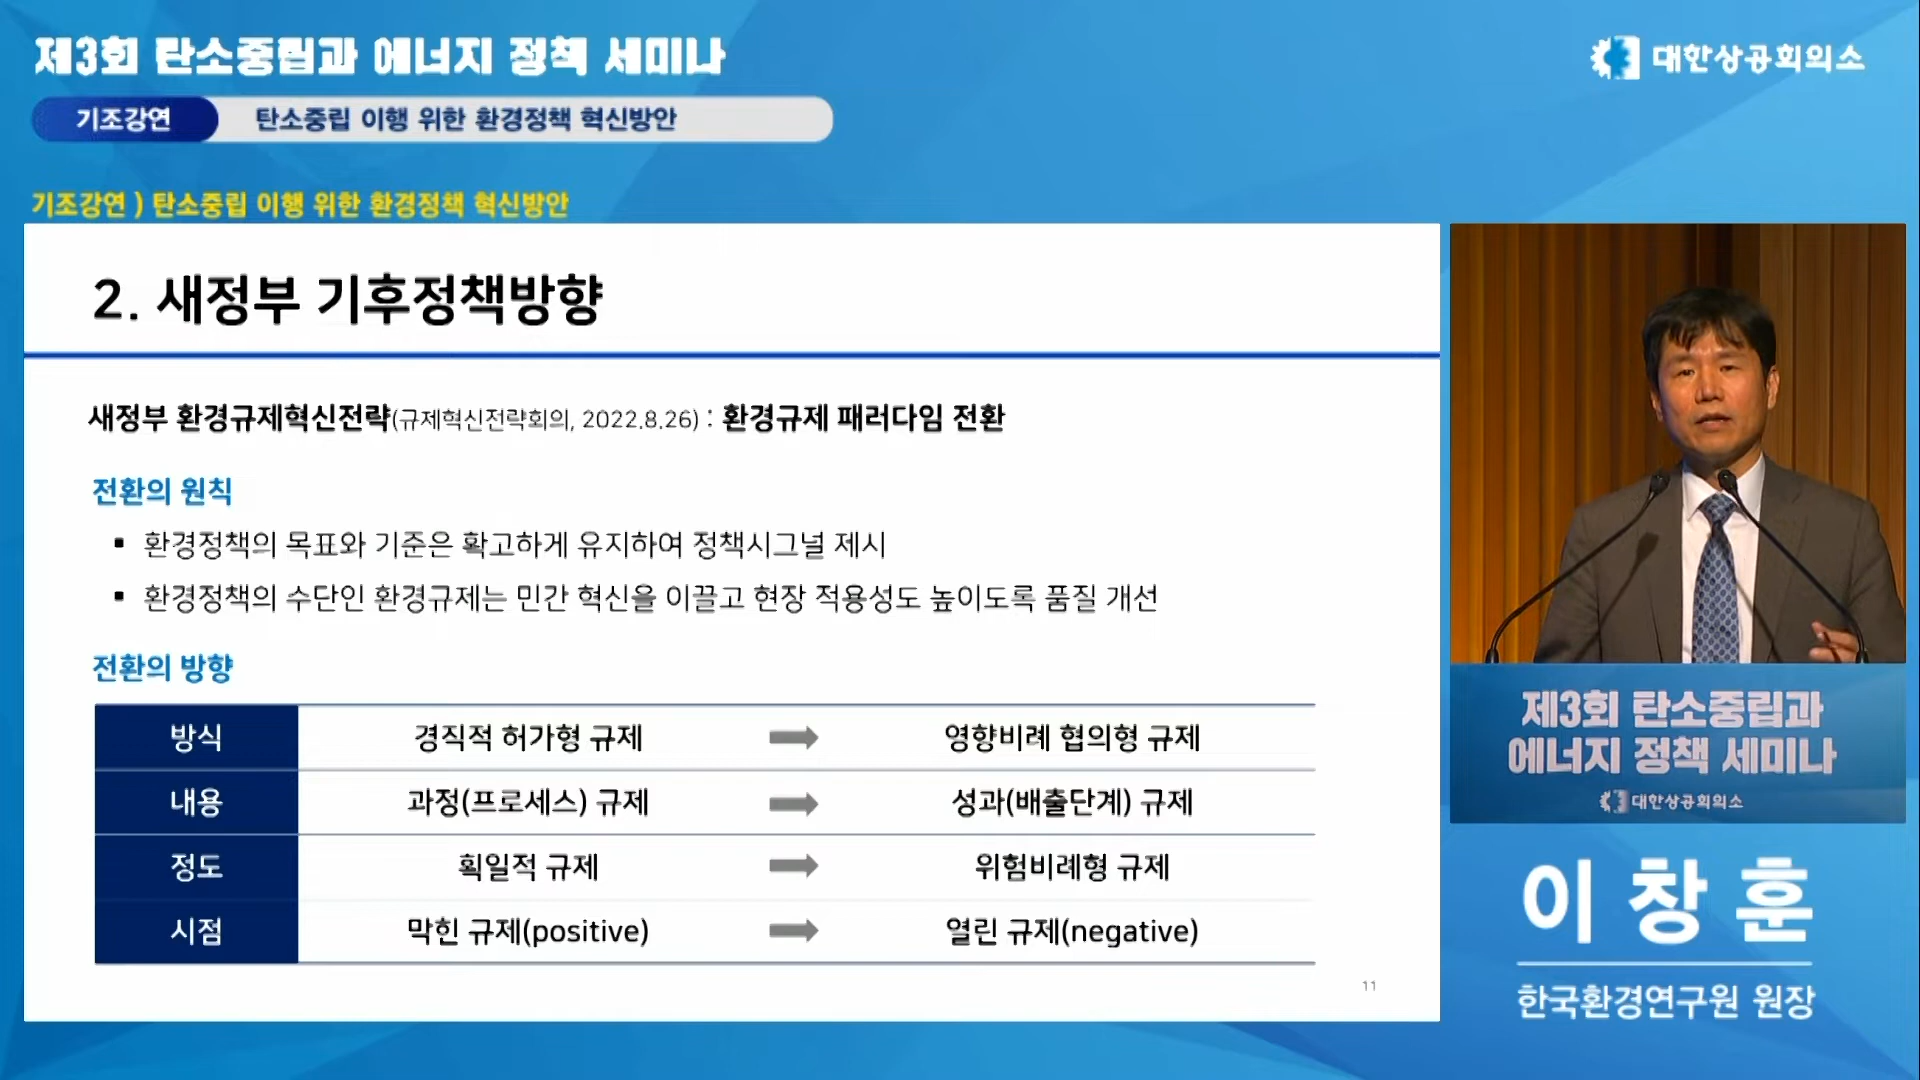 제3회 탄소중립과 에너지 정책 세미나
대한상공회의소
기조강연 탄소중립 이행 위한 환경정책 혁신방안
기조강연 ) 탄소중립 이행 위한 환경정책 혁신방안
2. 새정부 기후정책방향
새정부 환경규제혁신전략(규제혁신전략회의, 2022.8.26) : 환경규제 패러다임 전환
전환의 원칙
▪ 환경정책의 목표와 기준은 확고하게 유지하여 정책시그널 제시
▪ 환경정책의 수단인 환경규제는 민간 혁신을 이끌고 현장 적용성도 높이도록 품질 개선
전환의 방향
방식 경직적 허가형 규제 ➡ 영향비례 협의형 규제
내용 과정(프로세스) 규제 ➡ 성과(배출단계) 규제
정도 획일적 규제 ➡ 위험비례형 규제
시점 막힌 규제(positive) ➡ 열린 규제(negative)
11
제3회 탄소중립과
에너지 정책 세미나
대한상공회의소
이창훈
한국환경연구원 원장